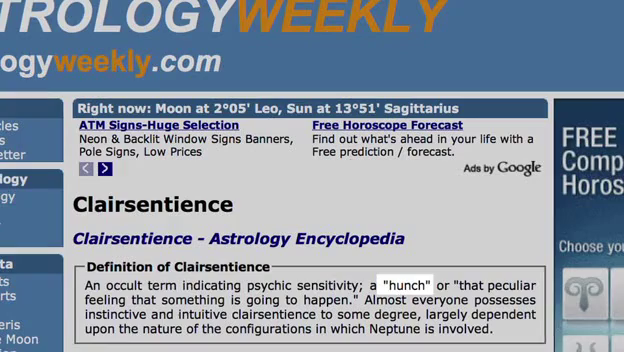 TROLOGYWEEKLY
ogyweekly.com
Right now: Moon at 2°05' Leo, Sun at 13°51' Sagittarius
ATM Signs-Huge Selection
Neon & Backlit Window Signs Banners,
Pole Signs, Low Prices
Free Horoscope Forecast
Find out what's ahead in your life with a
Free prediction / forecast.
Ads by Google
Clairsentience
Clairsentience - Astrology Encyclopedia
Definition of Clairsentience
An occult term indicating psychic sensitivity; a "hunch" or "that peculiar
feeling that something is going to happen." Almost everyone possesses
instinctive and intuitive clairsentience to some degree, largely dependent
upon the nature of the configurations in which Neptune is involved.
cles
s
etter
logy
gy
ta
ts
rts
eris
e Moon
ables
FREE
Comp
Horos
Choose you